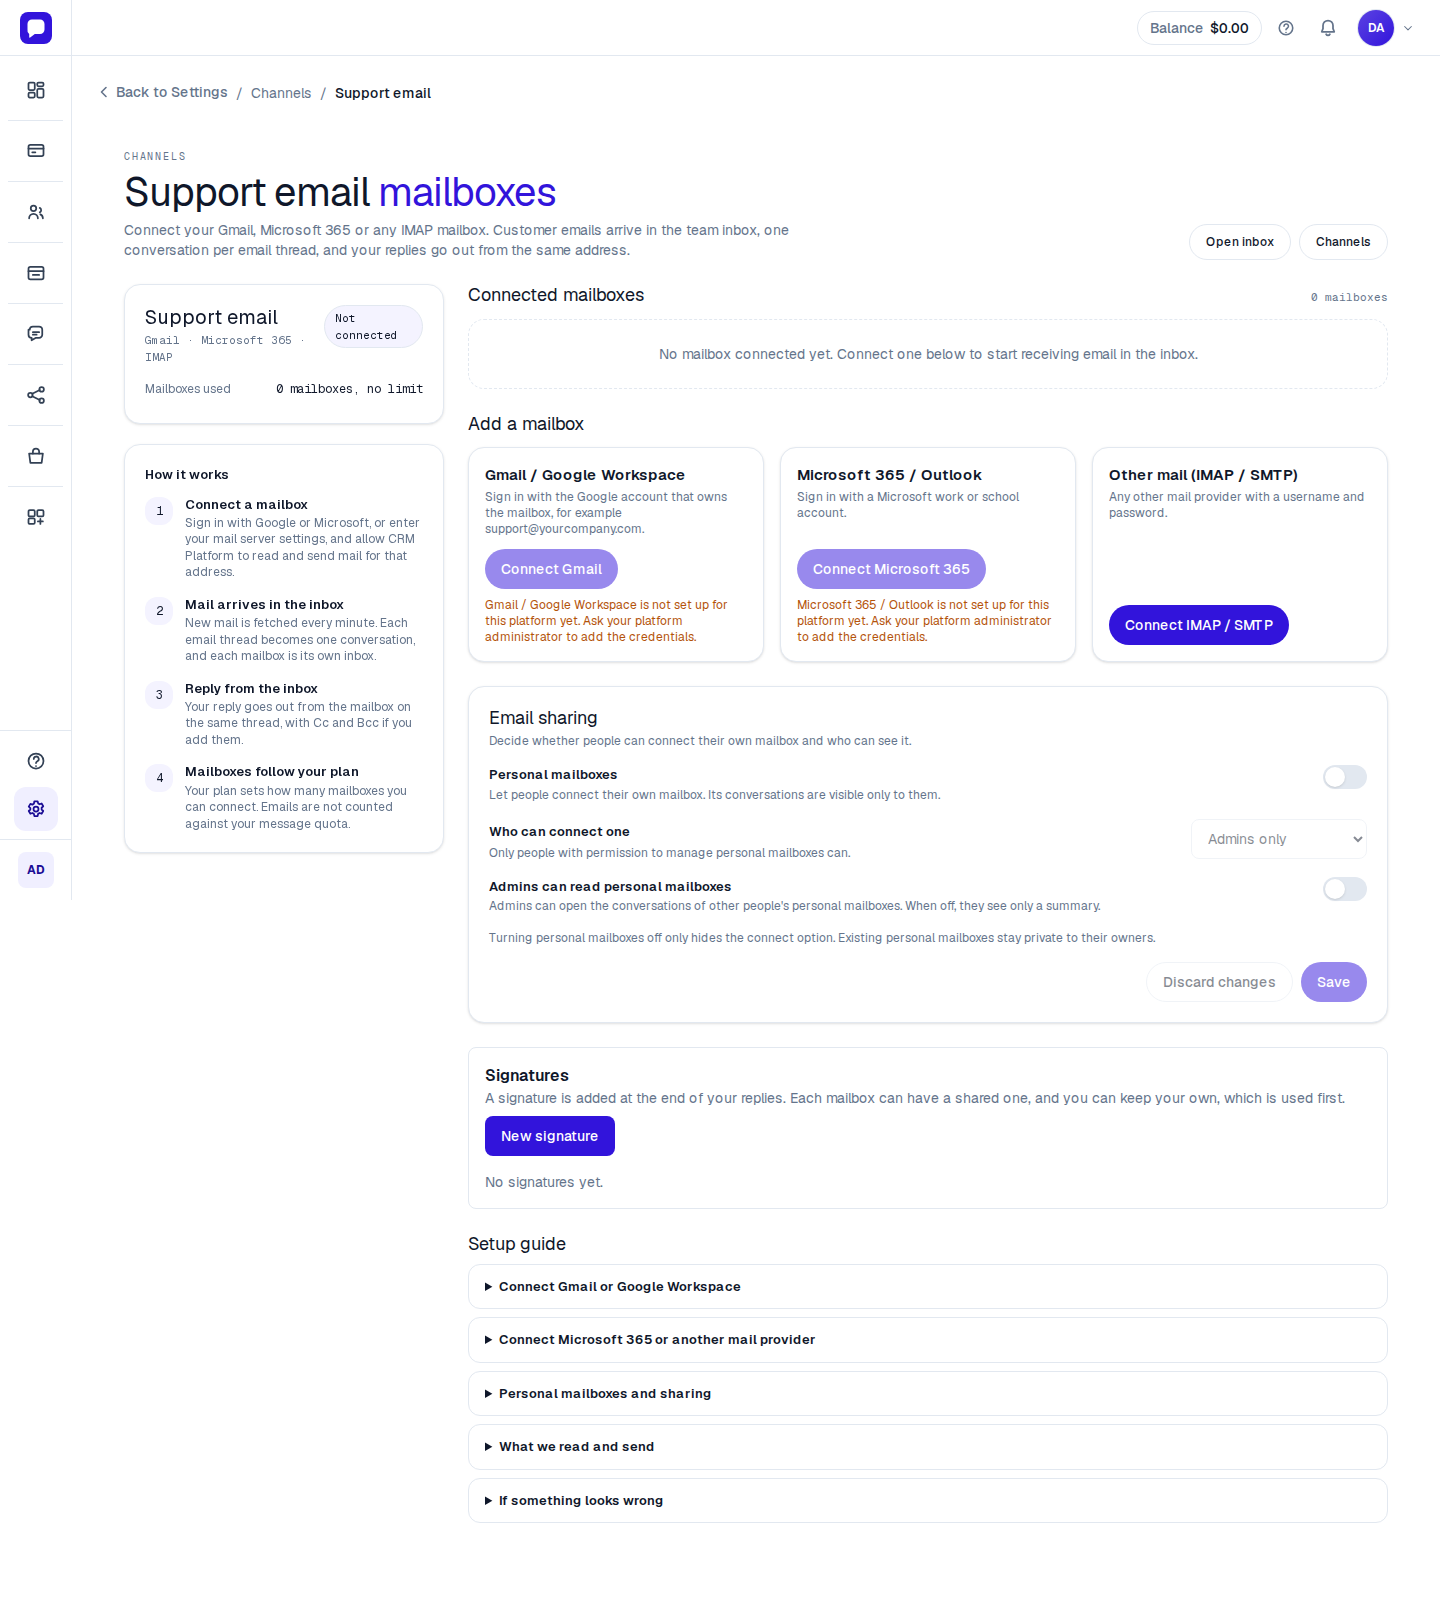 Balance $0.00
DA
Back to Settings / Channels / Support email
CHANNELS
Support email mailboxes
Connect your Gmail, Microsoft 365 or any IMAP mailbox. Customer emails arrive in the team inbox, one
conversation per email thread, and your replies go out from the same address.
Open inbox
Channels
Support email
Not
connected
Gmail · Microsoft 365 ·
IMAP
Mailboxes used
0 mailboxes, no limit
How it works
1
Connect a mailbox
Sign in with Google or Microsoft, or enter
your mail server settings, and allow CRM
Platform to read and send mail for that
address.
2
Mail arrives in the inbox
New mail is fetched every minute. Each
email thread becomes one conversation,
and each mailbox is its own inbox.
3
Reply from the inbox
Your reply goes out from the mailbox on
the same thread, with Cc and Bcc if you
add them.
4
Mailboxes follow your plan
Your plan sets how many mailboxes you
can connect. Emails are not counted
against your message quota.
AD
Connected mailboxes
0 mailboxes
No mailbox connected yet. Connect one below to start receiving email in the inbox.
Add a mailbox
Gmail / Google Workspace
Sign in with the Google account that owns
the mailbox, for example
support@yourcompany.com.
Connect Gmail
Gmail / Google Workspace is not set up for
this platform yet. Ask your platform
administrator to add the credentials.
Microsoft 365 / Outlook
Sign in with a Microsoft work or school
account.
Connect Microsoft 365
Microsoft 365 / Outlook is not set up for this
platform yet. Ask your platform administrator
to add the credentials.
Other mail (IMAP / SMTP)
Any other mail provider with a username and
password.
Connect IMAP / SMTP
Email sharing
Decide whether people can connect their own mailbox and who can see it.
Personal mailboxes
Let people connect their own mailbox. Its conversations are visible only to them.
Who can connect one
Only people with permission to manage personal mailboxes can.
Admins only
Admins can read personal mailboxes
Admins can open the conversations of other people's personal mailboxes. When off, they see only a summary.
Turning personal mailboxes off only hides the connect option. Existing personal mailboxes stay private to their owners.
Discard changes
Save
Signatures
A signature is added at the end of your replies. Each mailbox can have a shared one, and you can keep your own, which is used first.
New signature
No signatures yet.
Setup guide
Connect Gmail or Google Workspace
Connect Microsoft 365 or another mail provider
Personal mailboxes and sharing
What we read and send
If something looks wrong